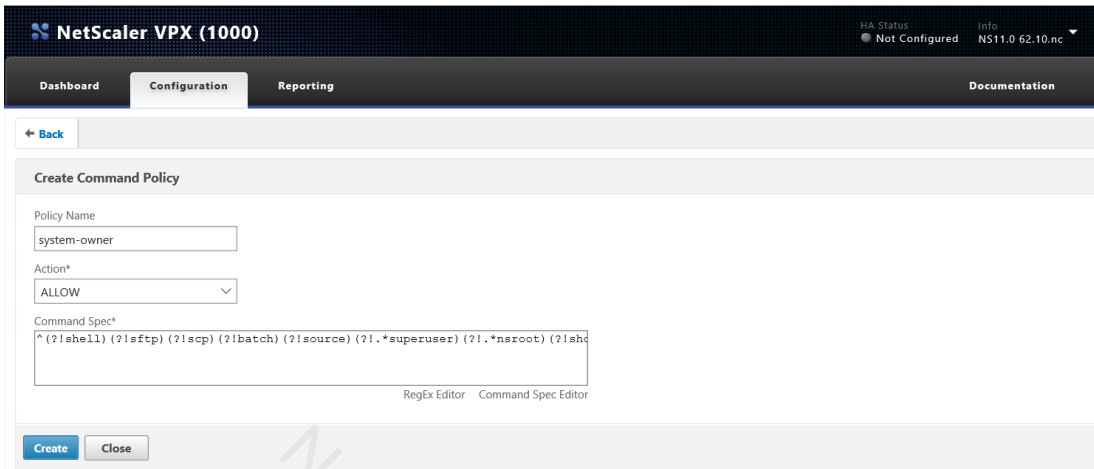 NetScaler VPX (1000)
HA Status
Not Configured
Info
NS11.0 62.10.nc
Dashboard
Configuration
Reporting
Documentation
Back
Create Command Policy
Policy Name
system-owner
Action*
ALLOW
Command Spec*
^(?!shell)(?!sftp)(?!scp)(?!batch)(?!source)(?!.*superuser)(?!.*nsroot)(?!sho
RegEx Editor Command Spec Editor
Create Close